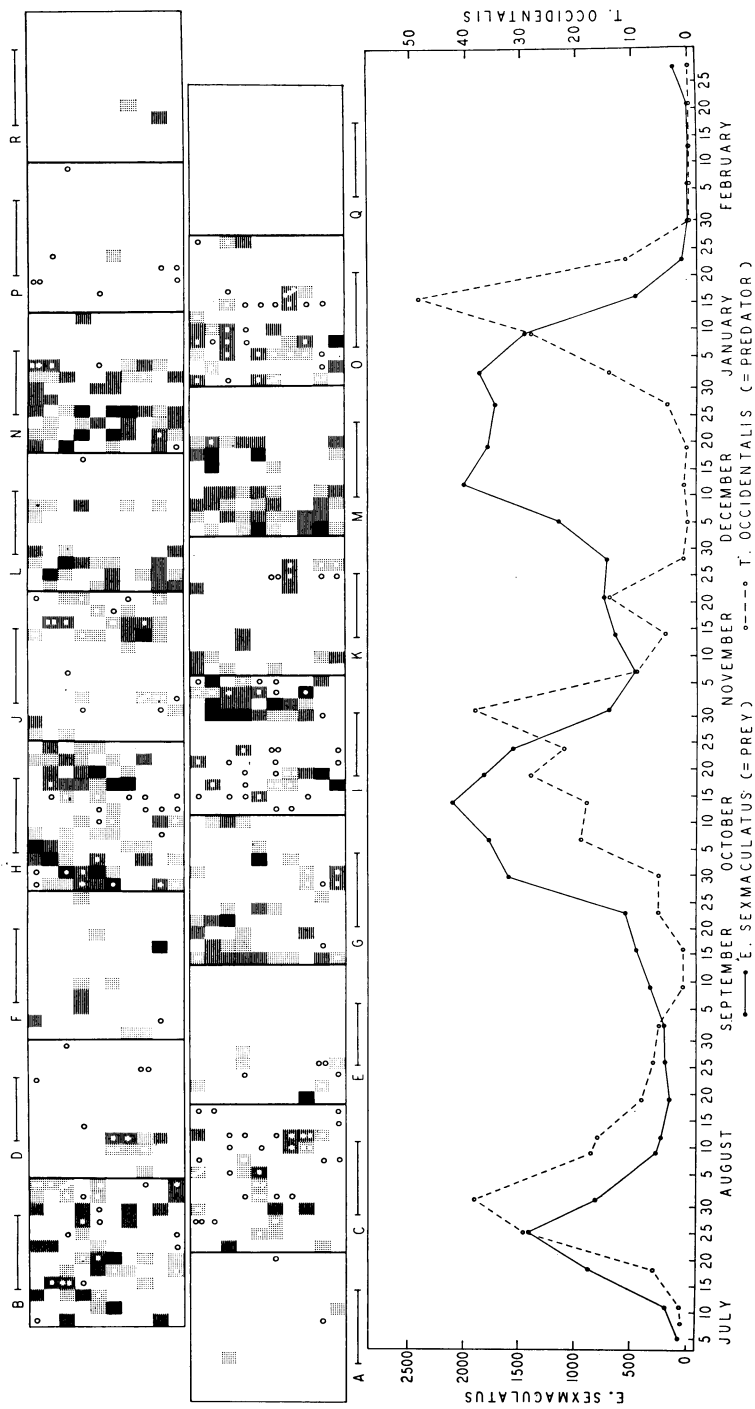 B D F H J L N P R
A C E G I K M O Q
E. SEXMACULATUS
2500
2000
1500
1000
500
0
T. OCCIDENTALIS
48
40
30
20
10
0
5 10 15 20 25 30 5 10 15 20 25 30 5 10 15 20 25 30 5 10 15 20 25 30 5 10 15 20 25 30 5 10 15 20 25 30 5 10 15 20 25 30 5 10 15 20 25
JULY AUGUST SEPTEMBER OCTOBER NOVEMBER DECEMBER JANUARY FEBRUARY
E. SEXMACULATUS (=PREY) T. OCCIDENTALIS (=PREDATOR)